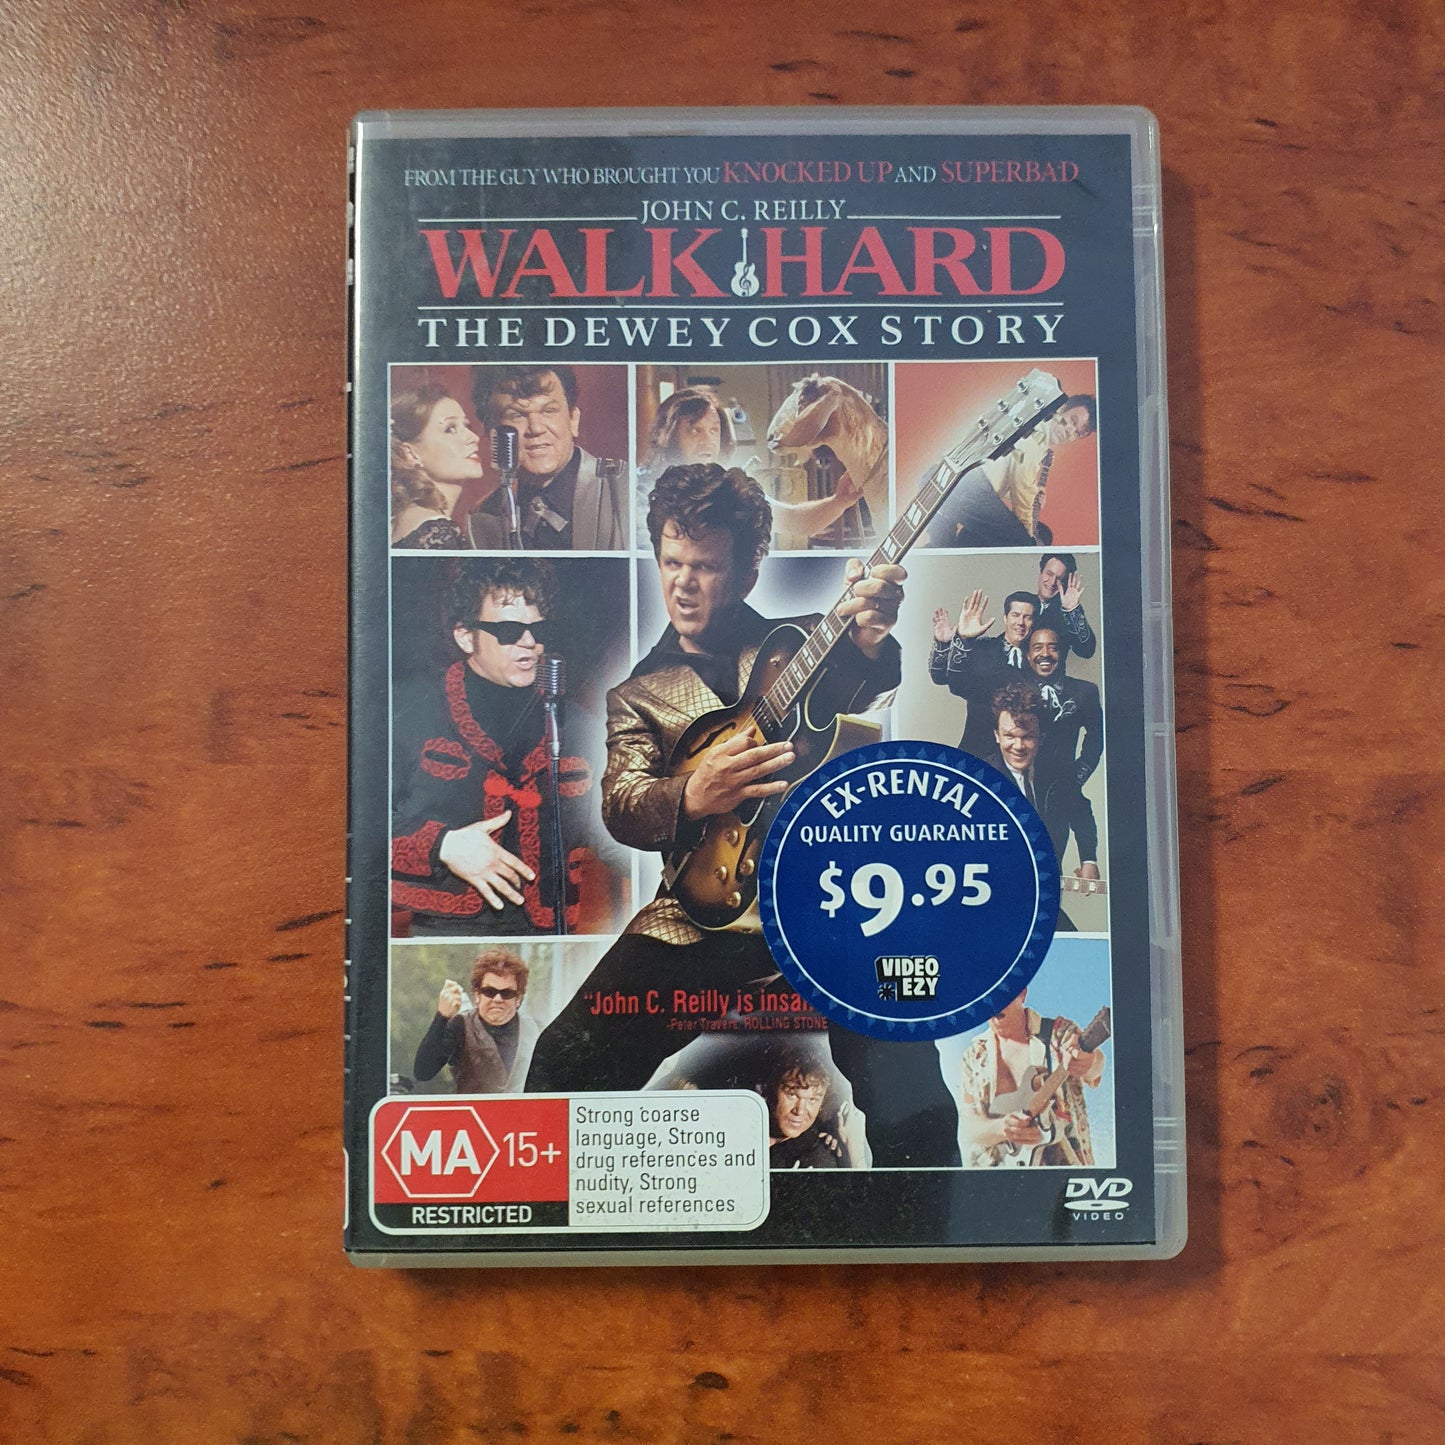 FROM THE GUY WHO BROUGHT YOU KNOCKED UP AND SUPERBAD
JOHN C. REILLY
WALK HARD
THE DEWEY COX STORY
EX-RENTAL
QUALITY GUARANTEE
$9.95
VIDEO
EZY
"John C. Reilly is insan
-Peter Travers, ROLLING STONE
MA 15+
RESTRICTED
Strong coarse
language, Strong
drug references and
nudity, Strong
sexual references
DVD
VIDEO